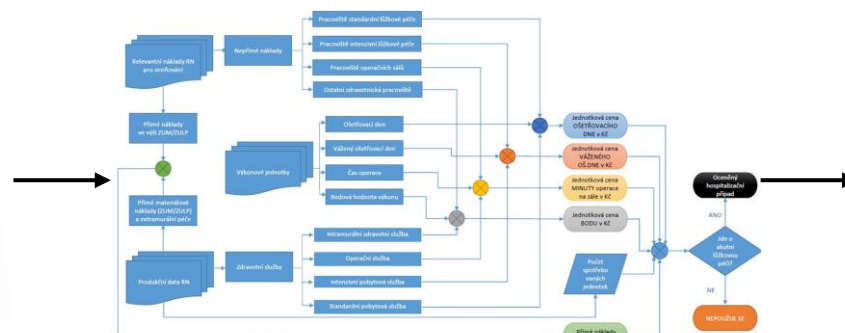 Pracoviště standardní lůžkové péče
Pracoviště intenzivní lůžkové péče
Relevantní náklady RN
pro oceňování
Nepřímé náklady
Pracoviště operačních sálů
Ostatní zdravotnická pracoviště
Přímé náklady
ve výši ZUM/ZULP
Ošetřovací den
Jednotková cena
OŠETŘOVACÍHO
DNE v Kč
Výkonové jednotky
Vážený ošetřovací den
Jednotková cena
VÁŽENÉHO
OŠ.DNE v Kč
Čas operace
Jednotková cena
MINUTY operace
na sále v Kč
Oceněný
hospitalizační
případ
Přímé materiálové
náklady (ZUM/ZULP)
a extramurální péče
Bodová hodnota výkonu
Jednotková cena
BODU v Kč
ANO
Intramurální zdravotní služba
Jde o
akutní
lůžkovou
péči?
Produkční data RN
Zdravotní služby
Operační služba
Počet
spotřebo
vaných
jednotek
Intenzivní pobytová služba
NE
Standardní pobytová služba
NEPOUŽIJE SE
Přímé náklady